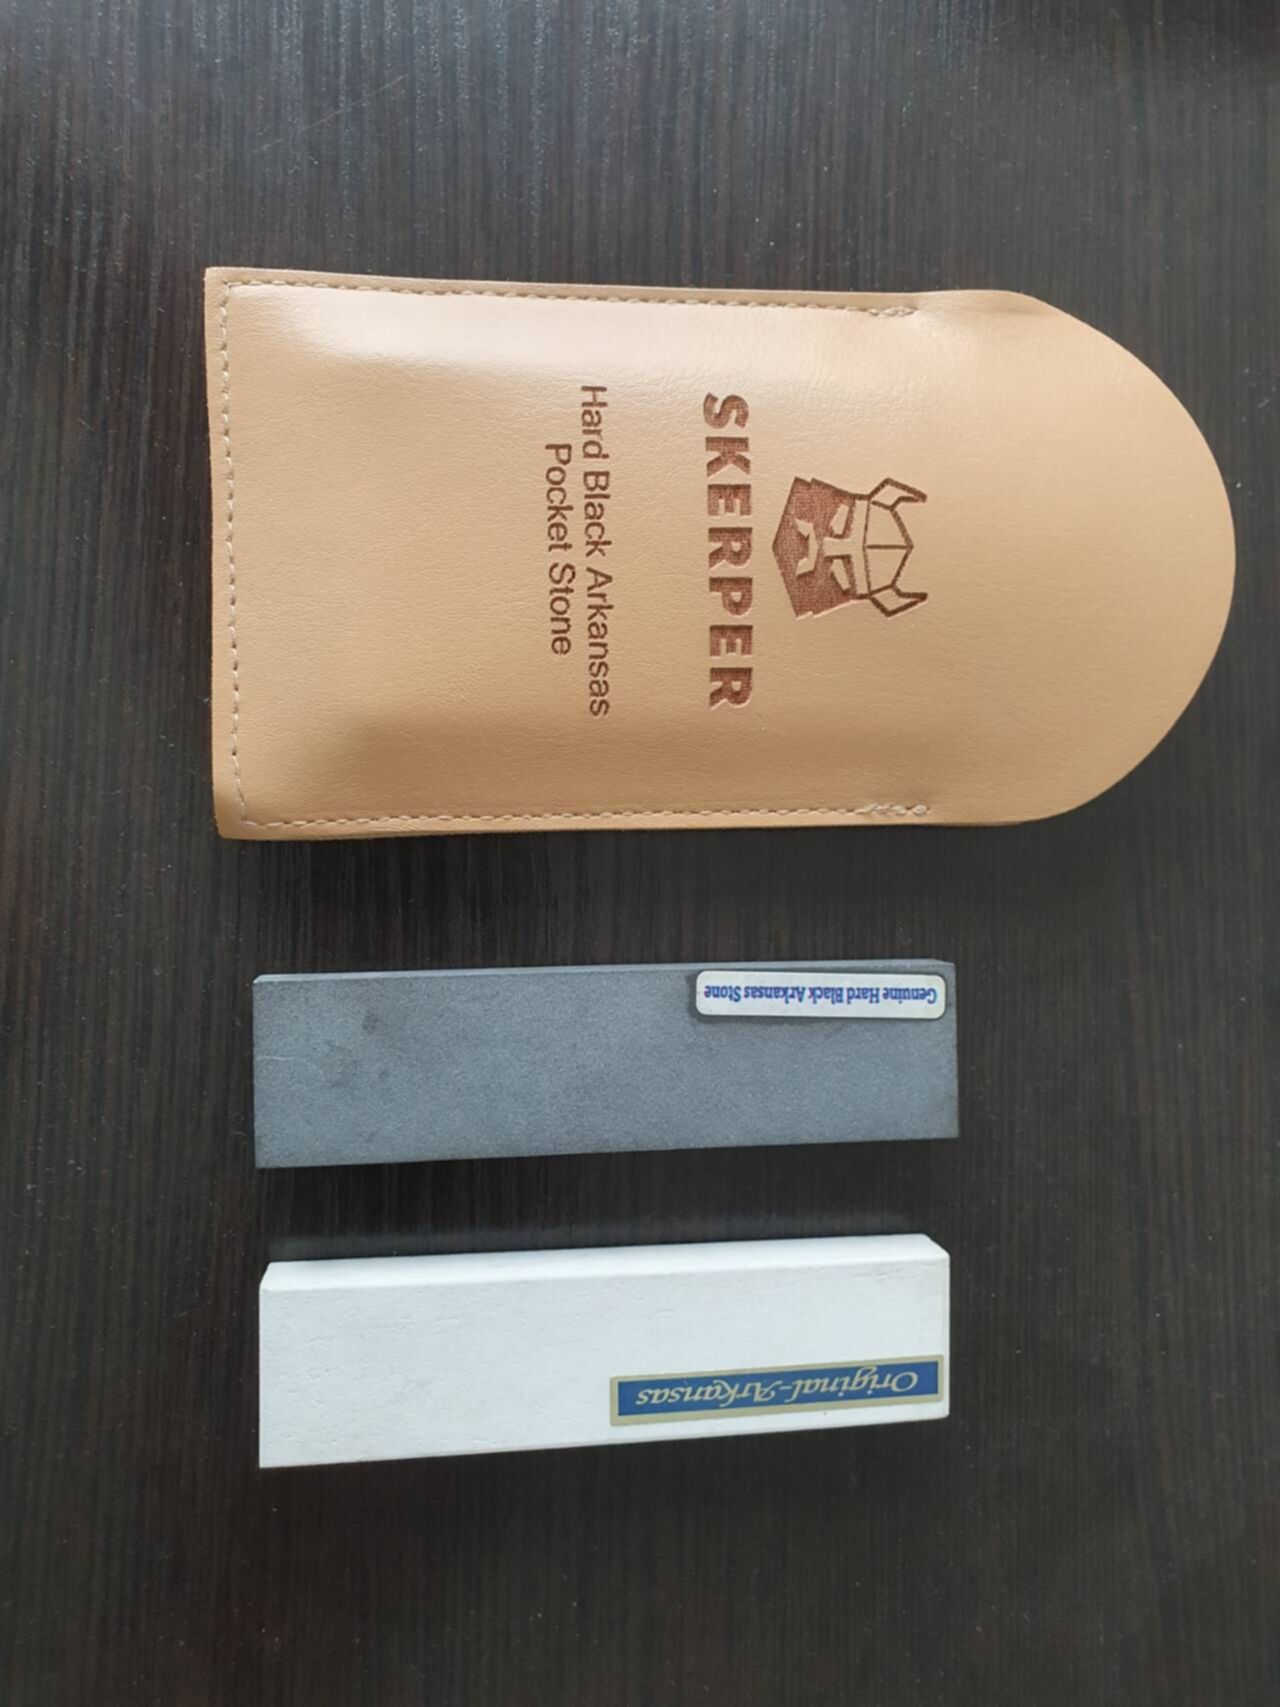 SKERPER
Hard Black Arkansas
Pocket Stone
Genuine Hard Black Arkansas Stone
Original-Arkansas